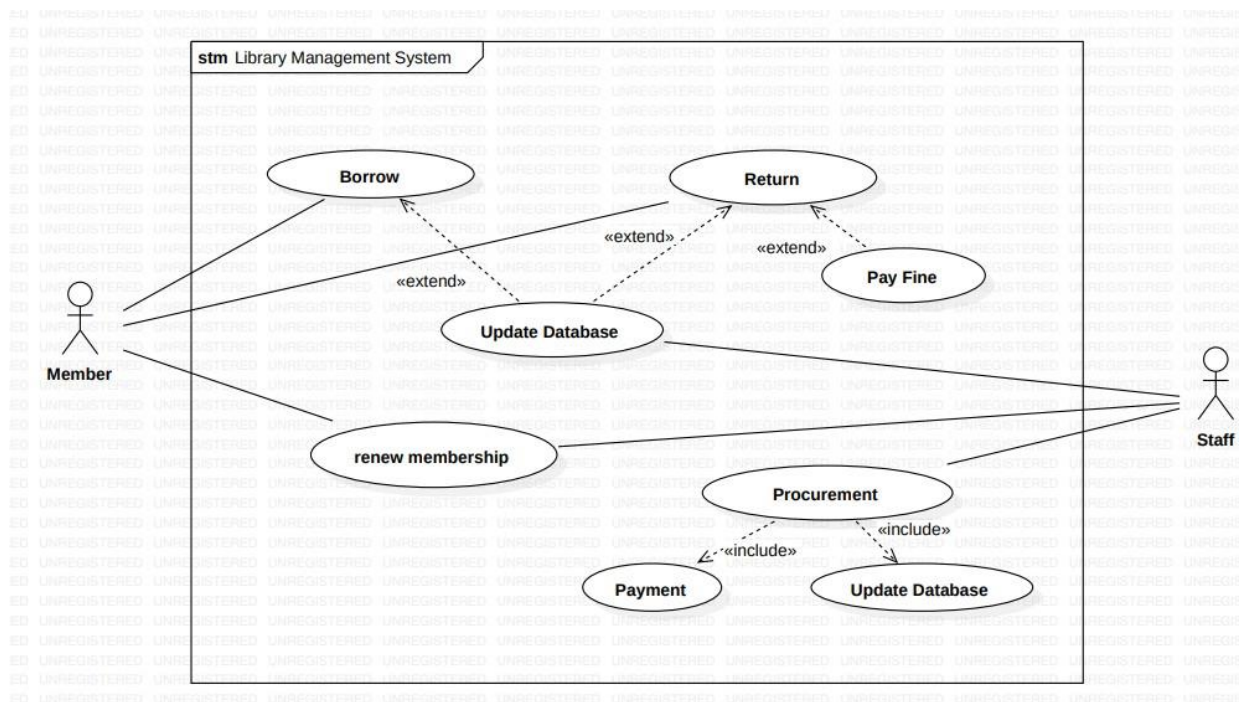 stm Library Management System
Borrow
Return
«extend»
«extend»
«extend»
Pay Fine
Update Database
Member
Staff
renew membership
Procurement
«include»
«include»
Payment
Update Database
UNREGISTERED